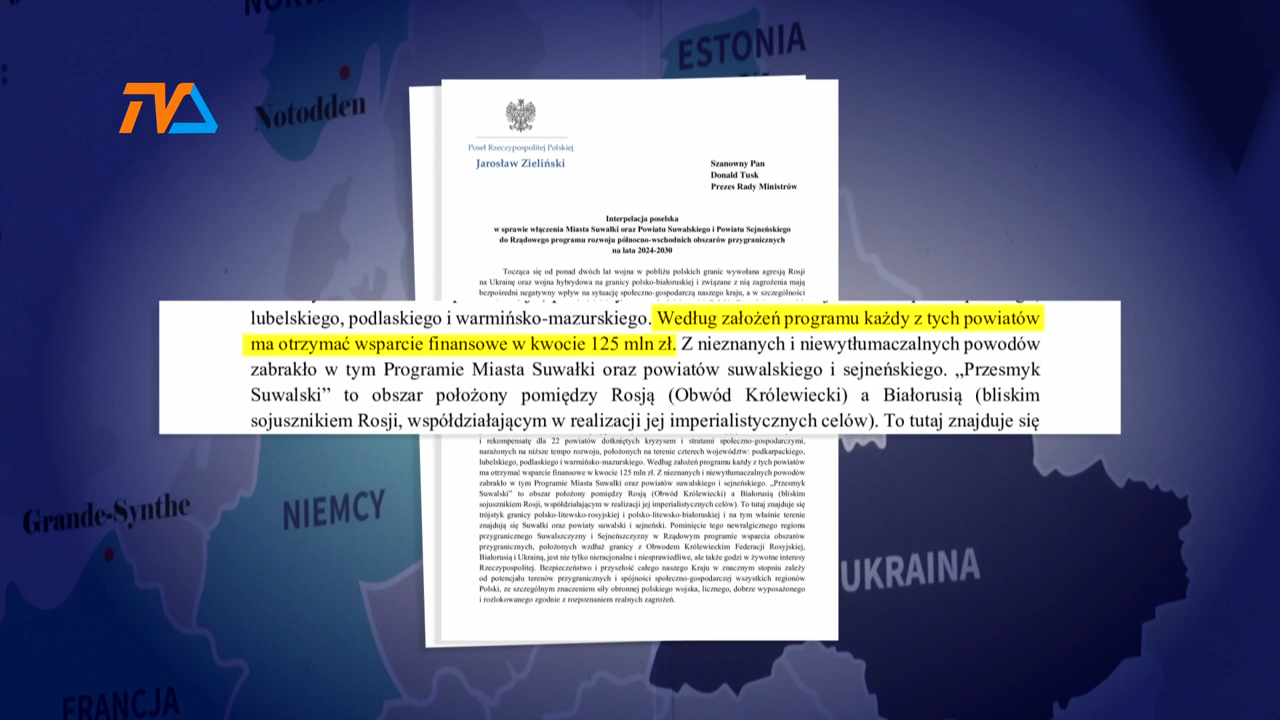 TVA
NOR
ESTONIA
Notodden
Poseł Rzeczypospolitej Polskiej
Jarosław Zieliński
Szanowny Pan
Donald Tusk
Prezes Rady Ministrów
Interpelacja poselska
w sprawie włączenia Miasta Suwałki oraz Powiatu Suwalskiego i Powiatu Sejneńskiego
do Rządowego programu rozwoju północno-wschodnich obszarów przygranicznych
na lata 2024-2030
Tocząca się od ponad dwóch lat wojna w pobliżu polskich granic wywołana agresją Rosji
na Ukrainę oraz wojna hybrydowa na granicy polsko-białoruskiej i związane z nią zagrożenia mają
bezpośredni negatywny wpływ na sytuację społeczno-gospodarczą naszego kraju, a w szczególności
lubelskiego, podlaskiego i warmińsko-mazurskiego. Według założeń programu każdy z tych powiatów
ma otrzymać wsparcie finansowe w kwocie 125 mln zł. Z nieznanych i niewytłumaczalnych powodów
zabrakło w tym Programie Miasta Suwałki oraz powiatów suwalskiego i sejneńskiego. „Przesmyk
Suwalski” to obszar położony pomiędzy Rosją (Obwód Królewiecki) a Białorusią (bliskim
sojusznikiem Rosji, współdziałającym w realizacji jej imperialistycznych celów). To tutaj znajduje się
i rekompensatę dla 22 powiatów dotkniętych kryzysem i stratami społeczno-gospodarczymi,
narażonych na niższe tempo rozwoju, położonych na terenie czterech województw: podkarpackiego,
lubelskiego, podlaskiego i warmińsko-mazurskiego. Według założeń programu każdy z tych powiatów
ma otrzymać wsparcie finansowe w kwocie 125 mln zł. Z nieznanych i niewytłumaczalnych powodów
zabrakło w tym Programie Miasta Suwałki oraz powiatów suwalskiego i sejneńskiego. „Przesmyk
Suwalski” to obszar położony pomiędzy Rosją (Obwód Królewiecki) a Białorusią (bliskim
sojusznikiem Rosji, współdziałającym w realizacji jej imperialistycznych celów). To tutaj znajduje się
trójstyk granicy polsko-litewsko-rosyjskiej i polsko-litewsko-białoruskiej i na tym właśnie terenie
znajdują się Suwałki oraz powiaty suwalski i sejneński. Pominięcie tego newralgicznego regionu
przygranicznego Suwalszczyzny i Sejneńszczyzny w Rządowym programie wsparcia obszarów
przygranicznych, położonych wzdłuż granicy z Obwodem Królewieckim Federacji Rosyjskiej,
Białorusią i Ukrainą, jest nie tylko nieracjonalne i niesprawiedliwe, ale także godzi w żywotne interesy
Rzeczypospolitej. Bezpieczeństwo i przyszłość całego naszego Kraju w znacznym stopniu zależy
od potencjału terenów przygranicznych i spójności społeczno-gospodarczej wszystkich regionów
Polski, ze szczególnym znaczeniem siły obronnej polskiego wojska, licznego, dobrze wyposażonego
i rozlokowanego zgodnie z rozpoznaniem realnych zagrożeń.
Grande-Synthe
NIEMCY
UKRAINA
FRANCJA